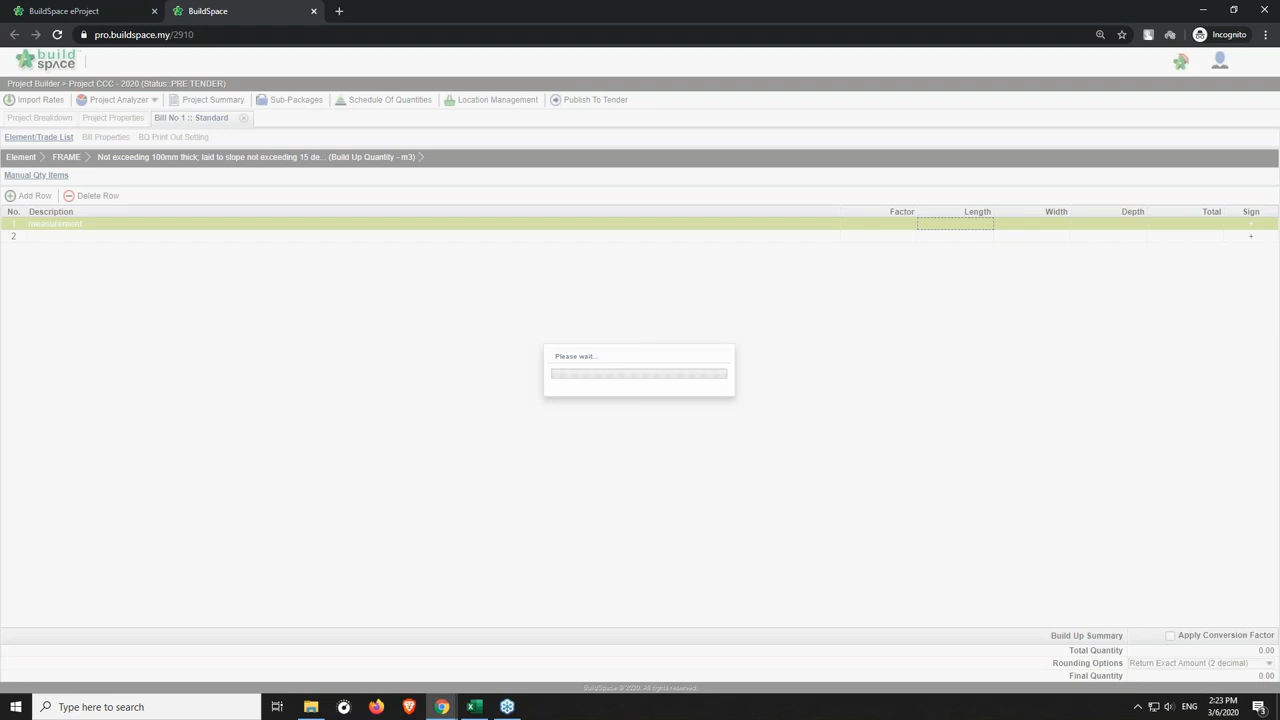 BuildSpace eProject
BuildSpace
pro.buildspace.my/2910
Incognito
build
space
Project Builder > Project CCC - 2020 (Status::PRE TENDER)
Import Rates
Project Analyzer
Project Summary
Sub-Packages
Schedule Of Quantities
Location Management
Publish To Tender
Project Breakdown
Project Properties
Bill No 1 :: Standard
Element/Trade List
Bill Properties
BQ Print Out Setting
Element
FRAME
Not exceeding 100mm thick; laid to slope not exceeding 15 de... (Build Up Quantity - m3)
Manual Qty Items
Add Row
Delete Row
No. Description Factor Length Width Depth Total Sign
1 measurement +
2 +
Please wait...
Build Up Summary
Apply Conversion Factor
Total Quantity 0.00
Rounding Options Return Exact Amount (2 decimal)
Final Quantity 0.00
BuildSpace © 2020. All rights reserved.
Type here to search
ENG
2:23 PM
3/6/2020
3